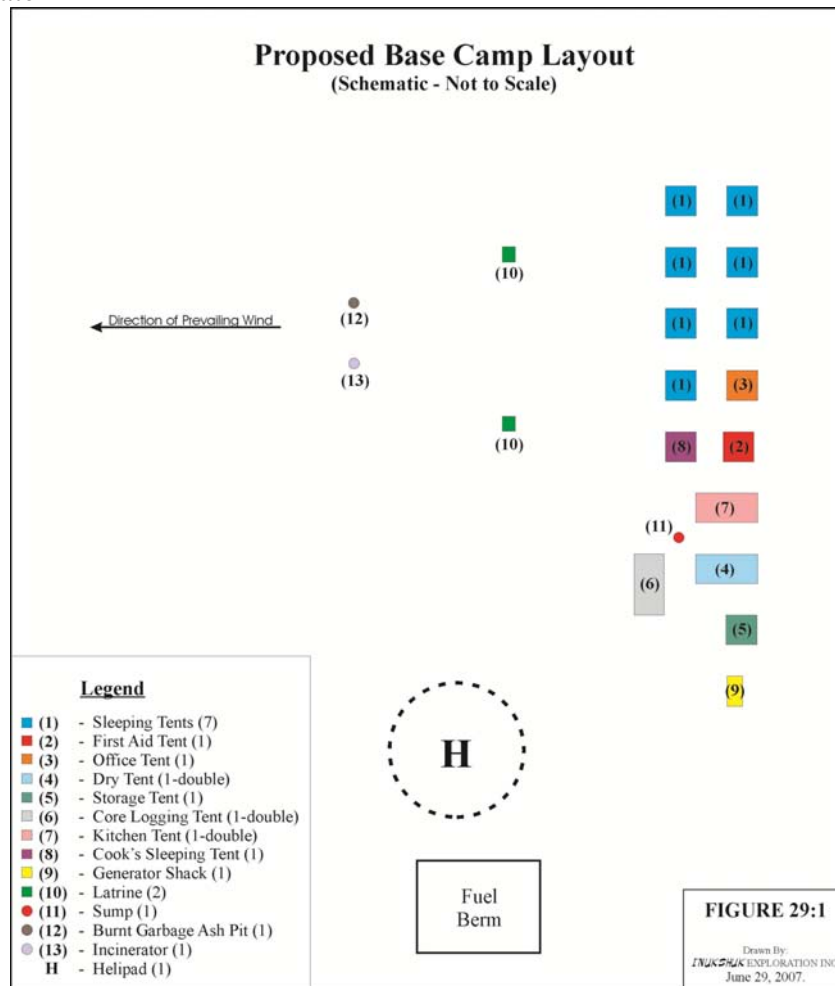 Proposed Base Camp Layout
(Schematic - Not to Scale)
(1) (1)
(10)
(1) (1)
(12)
Direction of Prevailing Wind
(1) (1)
(13)
(1) (3)
(10)
(8) (2)
(7)
(11)
(6)
(4)
(5)
(9)
H
Fuel
Berm
Legend
(1) - Sleeping Tents (7)
(2) - First Aid Tent (1)
(3) - Office Tent (1)
(4) - Dry Tent (1-double)
(5) - Storage Tent (1)
(6) - Core Logging Tent (1-double)
(7) - Kitchen Tent (1-double)
(8) - Cook's Sleeping Tent (1)
(9) - Generator Shack (1)
(10) - Latrine (2)
(11) - Sump (1)
(12) - Burnt Garbage Ash Pit (1)
(13) - Incinerator (1)
H - Helipad (1)
FIGURE 29:1
Drawn By:
INUKSHUK EXPLORATION INC
June 29, 2007.